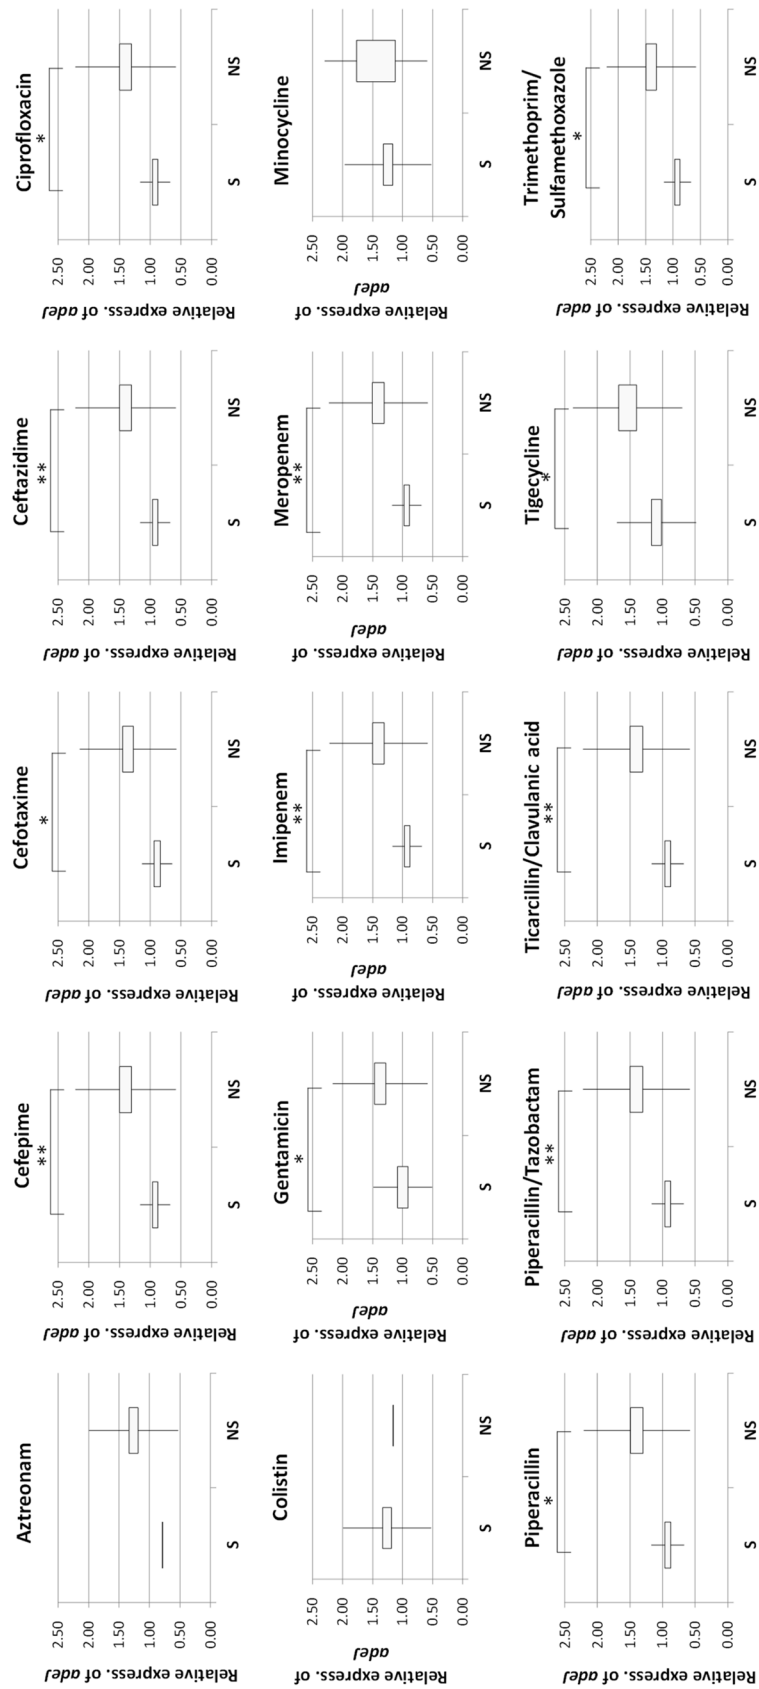 Aztreonam
Relative express. of adeJ
2.50
2.00
1.50
1.00
0.50
0.00
S
NS
Cefepime
**
Relative express. of adeJ
2.50
2.00
1.50
1.00
0.50
0.00
S
NS
Cefotaxime
*
Relative express. of adeJ
2.50
2.00
1.50
1.00
0.50
0.00
S
NS
Ceftazidime
**
Relative express. of adeJ
2.50
2.00
1.50
1.00
0.50
0.00
S
NS
Ciprofloxacin
*
Relative express. of adeJ
2.50
2.00
1.50
1.00
0.50
0.00
S
NS
Colistin
Relative express. of
adeJ
2.50
2.00
1.50
1.00
0.50
0.00
S
NS
Gentamicin
*
Relative express. of
adeJ
2.50
2.00
1.50
1.00
0.50
0.00
S
NS
Imipenem
**
Relative express. of
adeJ
2.50
2.00
1.50
1.00
0.50
0.00
S
NS
Meropenem
**
Relative express. of
adeJ
2.50
2.00
1.50
1.00
0.50
0.00
S
NS
Minocycline
Relative express. of
adeJ
2.50
2.00
1.50
1.00
0.50
0.00
S
NS
Piperacillin
*
Relative express. of adeJ
2.50
2.00
1.50
1.00
0.50
0.00
S
NS
Piperacillin/Tazobactam
**
Relative express. of adeJ
2.50
2.00
1.50
1.00
0.50
0.00
S
NS
Ticarcillin/Clavulanic acid
**
Relative express. of adeJ
2.50
2.00
1.50
1.00
0.50
0.00
S
NS
Tigecycline
*
Relative express. of adeJ
2.50
2.00
1.50
1.00
0.50
0.00
S
NS
Trimethoprim/
Sulfamethoxazole
*
Relative express. of adeJ
2.50
2.00
1.50
1.00
0.50
0.00
S
NS